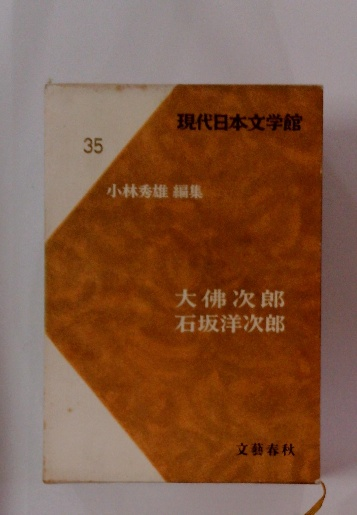 現代日本文学館
35
小林秀雄 編集
大佛次郎
石坂洋次郎
文藝春秋